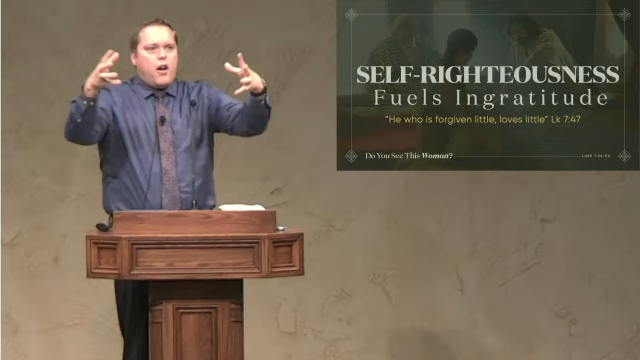 SELF-RIGHTEOUSNESS
Fuels Ingratitude
"He who is forgiven little, loves little" Lk 7:47
Do You See This Woman?